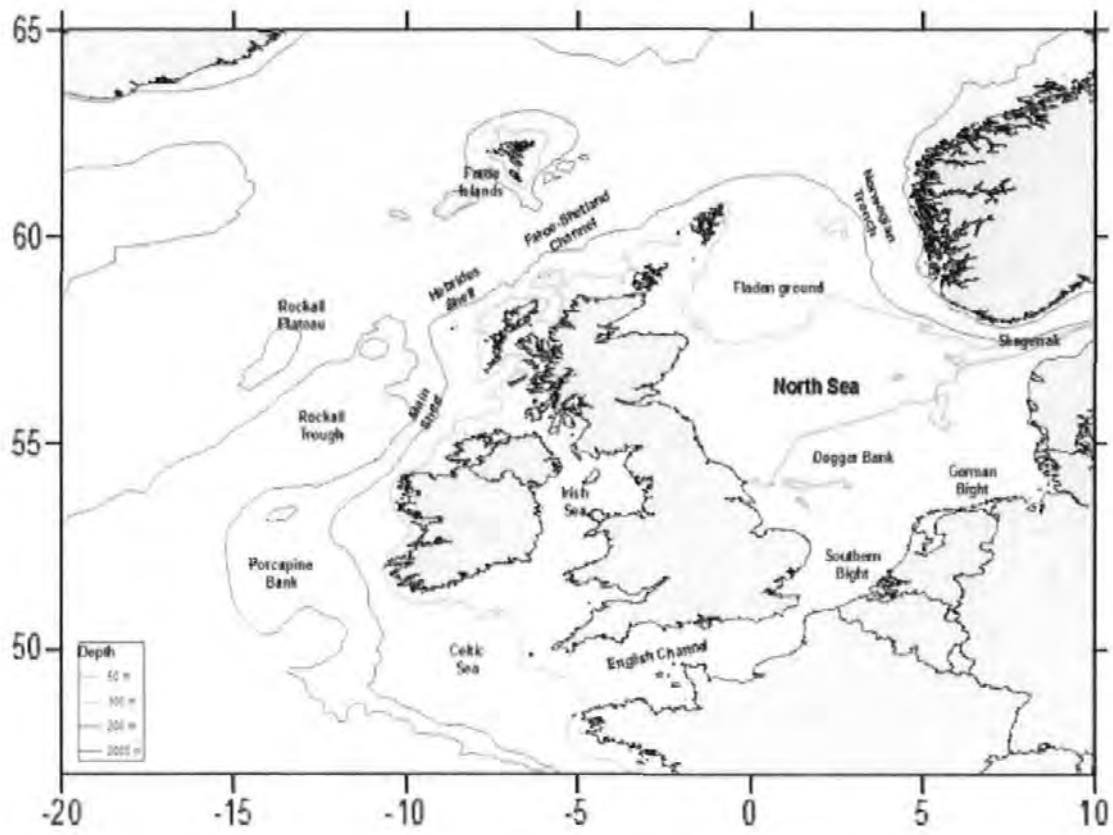 65
60
55
50
-20
-15
-10
-5
0
5
10
Faroe
Islands
Faroe-Shetland
Channel
Norwegian
Trench
Hebrides
Shelf
Fladen ground
Rockall
Plateau
Skagerrak
North Sea
Malin
Shelf
Rockall
Trough
Dogger Bank
German
Bight
Irish
Sea
Porcupine
Bank
Southern
Bight
Celtic
Sea
English Channel
Depth
50 m
100 m
200 m